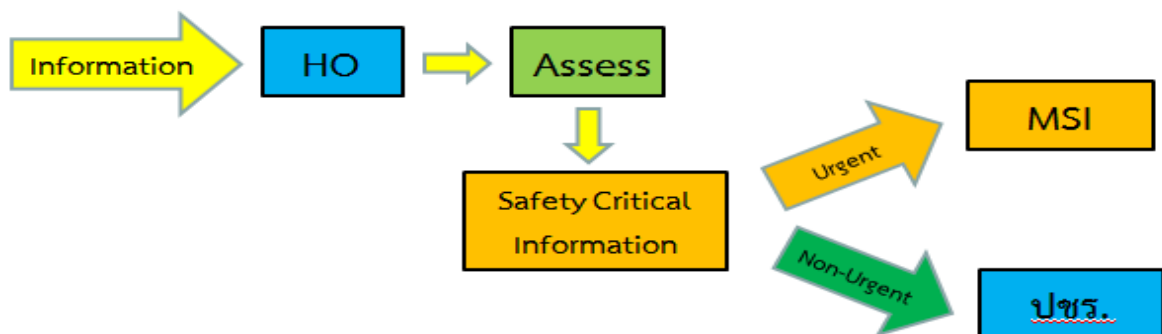 Information
HO
Assess
Safety Critical
Information
Urgent
MSI
Non-Urgent
ปชร.